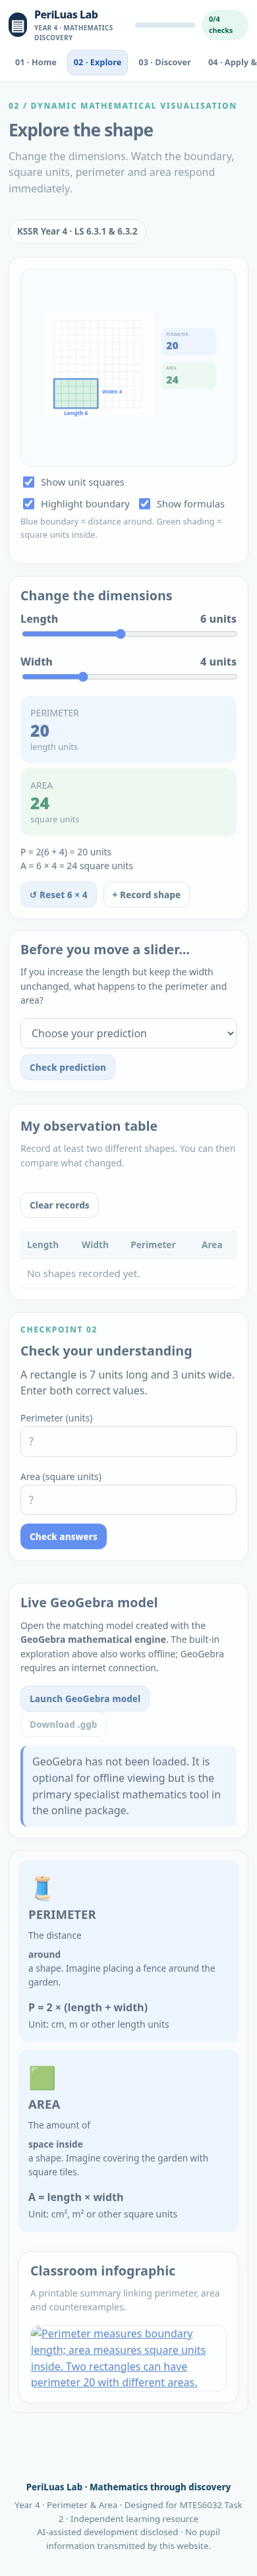 PeriLuas Lab
YEAR 4 · MATHEMATICS
DISCOVERY
0/4
checks
01 · Home
02 · Explore
03 · Discover
04 · Apply &
02 / DYNAMIC MATHEMATICAL VISUALISATION
Explore the shape
Change the dimensions. Watch the boundary,
square units, perimeter and area respond
immediately.
KSSR Year 4 · LS 6.3.1 & 6.3.2
PERIMETER
20
AREA
24
Width 4
Length 6
Show unit squares
Highlight boundary
Show formulas
Blue boundary = distance around. Green shading =
square units inside.
Change the dimensions
Length
6 units
Width
4 units
PERIMETER
20
length units
AREA
24
square units
P = 2(6 + 4) = 20 units
A = 6 × 4 = 24 square units
↺ Reset 6 × 4
+ Record shape
Before you move a slider…
If you increase the length but keep the width
unchanged, what happens to the perimeter and
area?
Choose your prediction
Check prediction
My observation table
Record at least two different shapes. You can then
compare what changed.
Clear records
Length Width Perimeter Area
No shapes recorded yet.
CHECKPOINT 02
Check your understanding
A rectangle is 7 units long and 3 units wide.
Enter both correct values.
Perimeter (units)
?
Area (square units)
?
Check answers
Live GeoGebra model
Open the matching model created with the
GeoGebra mathematical engine. The built-in
exploration above also works offline; GeoGebra
requires an internet connection.
Launch GeoGebra model
Download .ggb
GeoGebra has not been loaded. It is
optional for offline viewing but is the
primary specialist mathematics tool in
the online package.
PERIMETER
The distance
around
a shape. Imagine placing a fence around the
garden.
P = 2 × (length + width)
Unit: cm, m or other length units
AREA
The amount of
space inside
a shape. Imagine covering the garden with
square tiles.
A = length × width
Unit: cm², m² or other square units
Classroom infographic
A printable summary linking perimeter, area
and counterexamples.
Perimeter measures boundary
length; area measures square units
inside. Two rectangles can have
perimeter 20 with different areas.
PeriLuas Lab · Mathematics through discovery
Year 4 · Perimeter & Area · Designed for MTES6032 Task
2 · Independent learning resource
AI-assisted development disclosed · No pupil
information transmitted by this website.